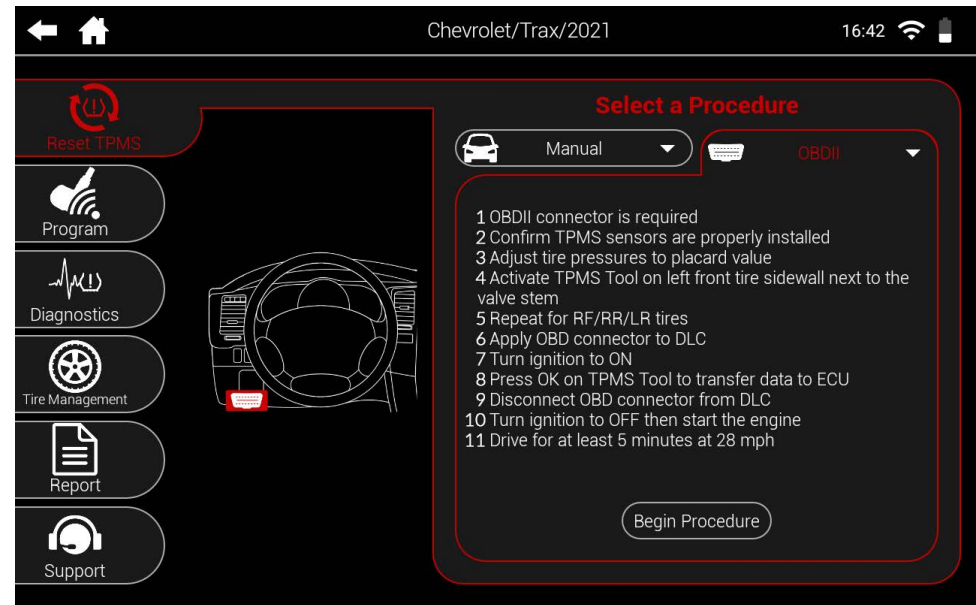 Chevrolet/Trax/2021
16:42
Reset TPMS
Program
Diagnostics
Tire Management
Report
Support
Select a Procedure
Manual
OBDII
1 OBDII connector is required
2 Confirm TPMS sensors are properly installed
3 Adjust tire pressures to placard value
4 Activate TPMS Tool on left front tire sidewall next to the
valve stem
5 Repeat for RF/RR/LR tires
6 Apply OBD connector to DLC
7 Turn ignition to ON
8 Press OK on TPMS Tool to transfer data to ECU
9 Disconnect OBD connector from DLC
10 Turn ignition to OFF then start the engine
11 Drive for at least 5 minutes at 28 mph
Begin Procedure